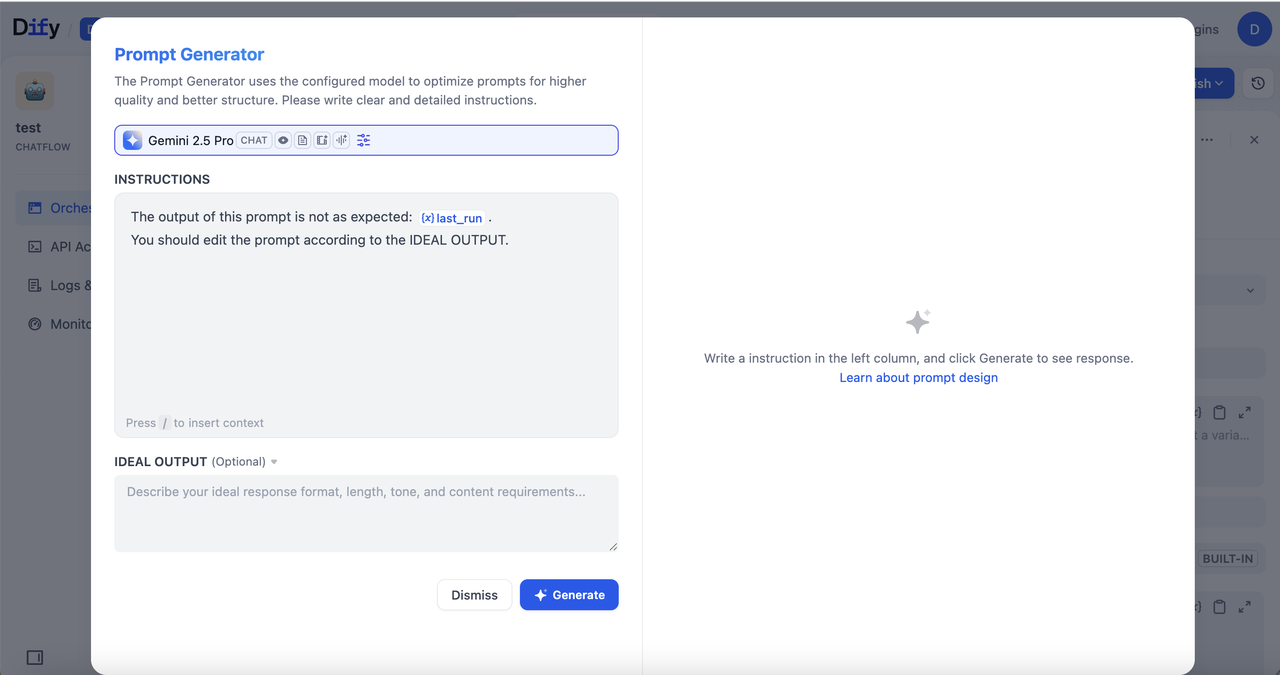 Dify
D
gins
D
Prompt Generator
The Prompt Generator uses the configured model to optimize prompts for higher
quality and better structure. Please write clear and detailed instructions.
ish
test
CHATFLOW
Gemini 2.5 Pro CHAT
INSTRUCTIONS
Orches
The output of this prompt is not as expected: {x} last_run .
You should edit the prompt according to the IDEAL OUTPUT.
API Ac
Logs &
Monito
Write a instruction in the left column, and click Generate to see response.
Learn about prompt design
Press / to insert context
t a varia...
IDEAL OUTPUT (Optional)
Describe your ideal response format, length, tone, and content requirements...
BUILT-IN
Dismiss
Generate